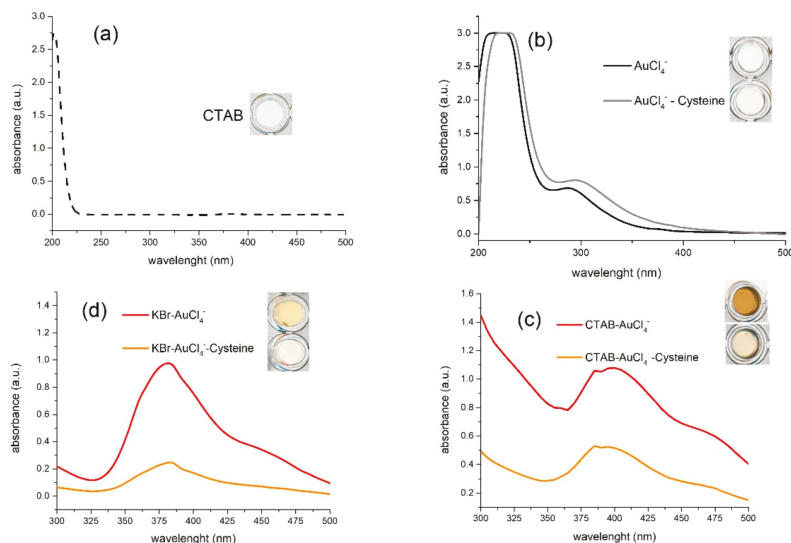 (a)
CTAB
absorbance (a.u.)
3.0
2.5
2.0
1.5
1.0
0.5
0.0
200 250 300 350 400 450 500
wavelenght (nm)
(b)
AuCl₄⁻
AuCl₄⁻ - Cysteine
absorbance (a.u.)
3.0
2.5
2.0
1.5
1.0
0.5
0.0
200 300 400 500
wavelenght (nm)
(d)
KBr-AuCl₄⁻
KBr-AuCl₄⁻-Cysteine
absorbance (a.u.)
1.4
1.2
1.0
0.8
0.6
0.4
0.2
0.0
300 325 350 375 400 425 450 475 500
wavelenght (nm)
(c)
CTAB-AuCl₄⁻
CTAB-AuCl₄⁻-Cysteine
absorbance (a.u.)
1.6
1.4
1.2
1.0
0.8
0.6
0.4
0.2
300 325 350 375 400 425 450 475 500
wavelenght (nm)